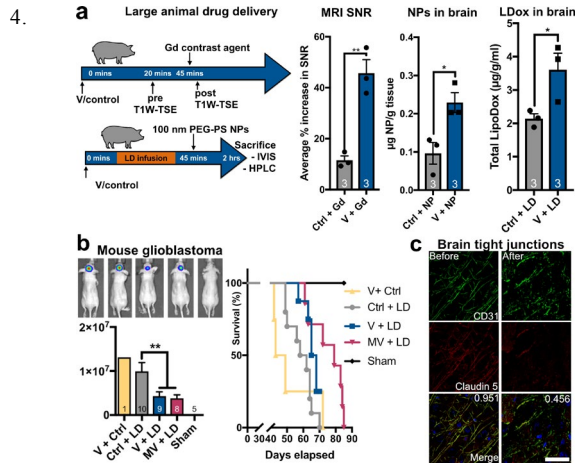 4.
a
Large animal drug delivery
Gd contrast agent
0 mins
20 mins
45 mins
V/control
pre
T1W-TSE
post
T1W-TSE
100 nm PEG-PS NPs
Sacrifice
- IVIS
- HPLC
0 mins
LD infusion
45 mins
2 hrs
V/control
MRI SNR
Average % increase in SNR
90
60
30
0
**
3
3
Ctrl + Gd
V + Gd
NPs in brain
µg NP/g tissue
0.4
0.3
0.2
0.1
0.0
*
3
3
Ctrl + NP
V + NP
LDox in brain
Total LipoDox (µg/g/ml)
5
4
3
2
1
0
*
3
3
Ctrl + LD
V + LD
b
Mouse glioblastoma
2×10⁷
1×10⁷
0
**
1
10
9
8
5
V + Ctrl
Ctrl + LD
V + LD
MV + LD
Sham
Survival (%)
100
50
0
0
30
40
50
60
70
80
90
Days elapsed
V+ Ctrl
Ctrl + LD
V + LD
MV + LD
Sham
c
Brain tight junctions
Before
After
CD31
Claudin 5
0.951
0.456
Merge